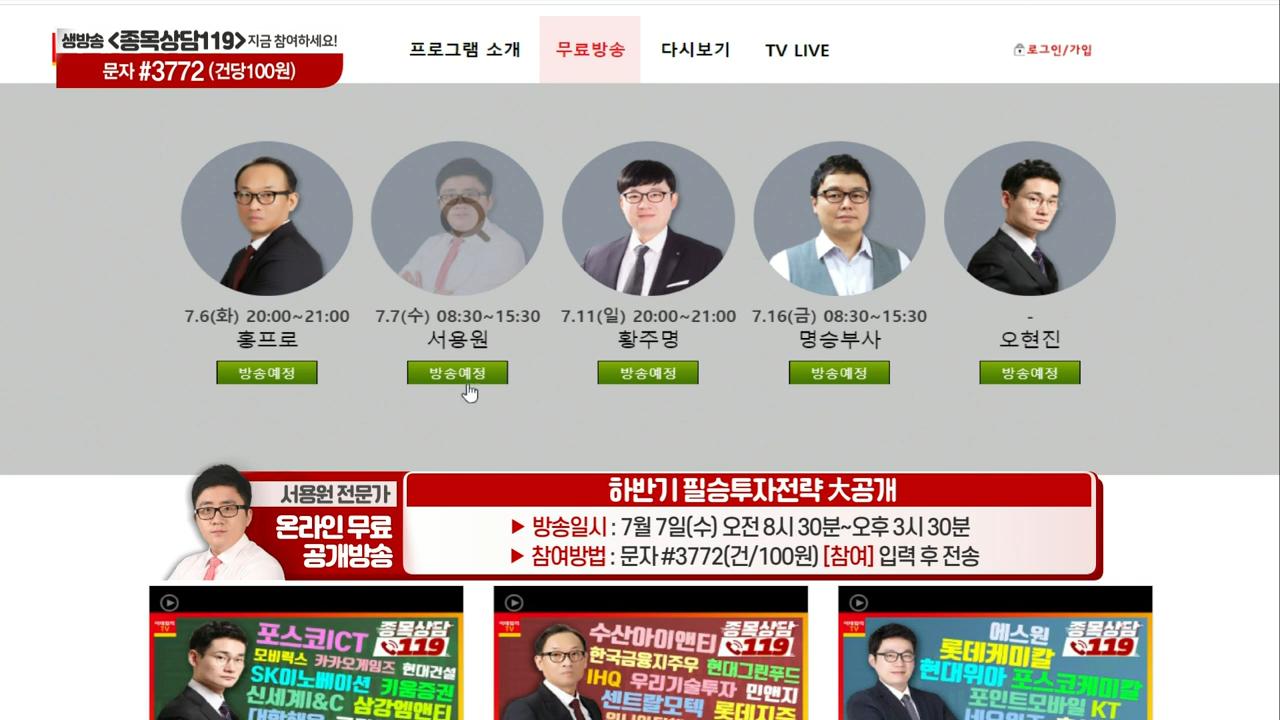 생방송 <종목상담119> 지금 참여하세요!
문자 #3772 (건당100원)
프로그램 소개 무료방송 다시보기 TV LIVE 로그인/가입
7.6(화) 20:00~21:00 7.7(수) 08:30~15:30 7.11(일) 20:00~21:00 7.16(금) 08:30~15:30 -
홍프로 서용원 황주명 명승부사 오현진
방송예정 방송예정 방송예정 방송예정 방송예정
서용원 전문가
온라인 무료
공개방송
하반기 필승투자전략 大공개
▶ 방송일시 : 7월 7일(수) 오전 8시 30분~오후 3시 30분
▶ 참여방법 : 문자 #3772(건/100원) [참여] 입력 후 전송
포스코ICT 종목상담
119
모비릭스 카카오게임즈 현대건설
SK이노베이션 키움증권
신세계I&C 삼강엠앤티
수산아이앤티 종목상담
119
한국금융지주우 현대그린푸드
IHQ 우리기술투자 민앤지
센트랄모텍 롯데지주
에스원 종목상담
119
롯데케미칼
현대위아 포스코케미칼
포인트모바일 KT